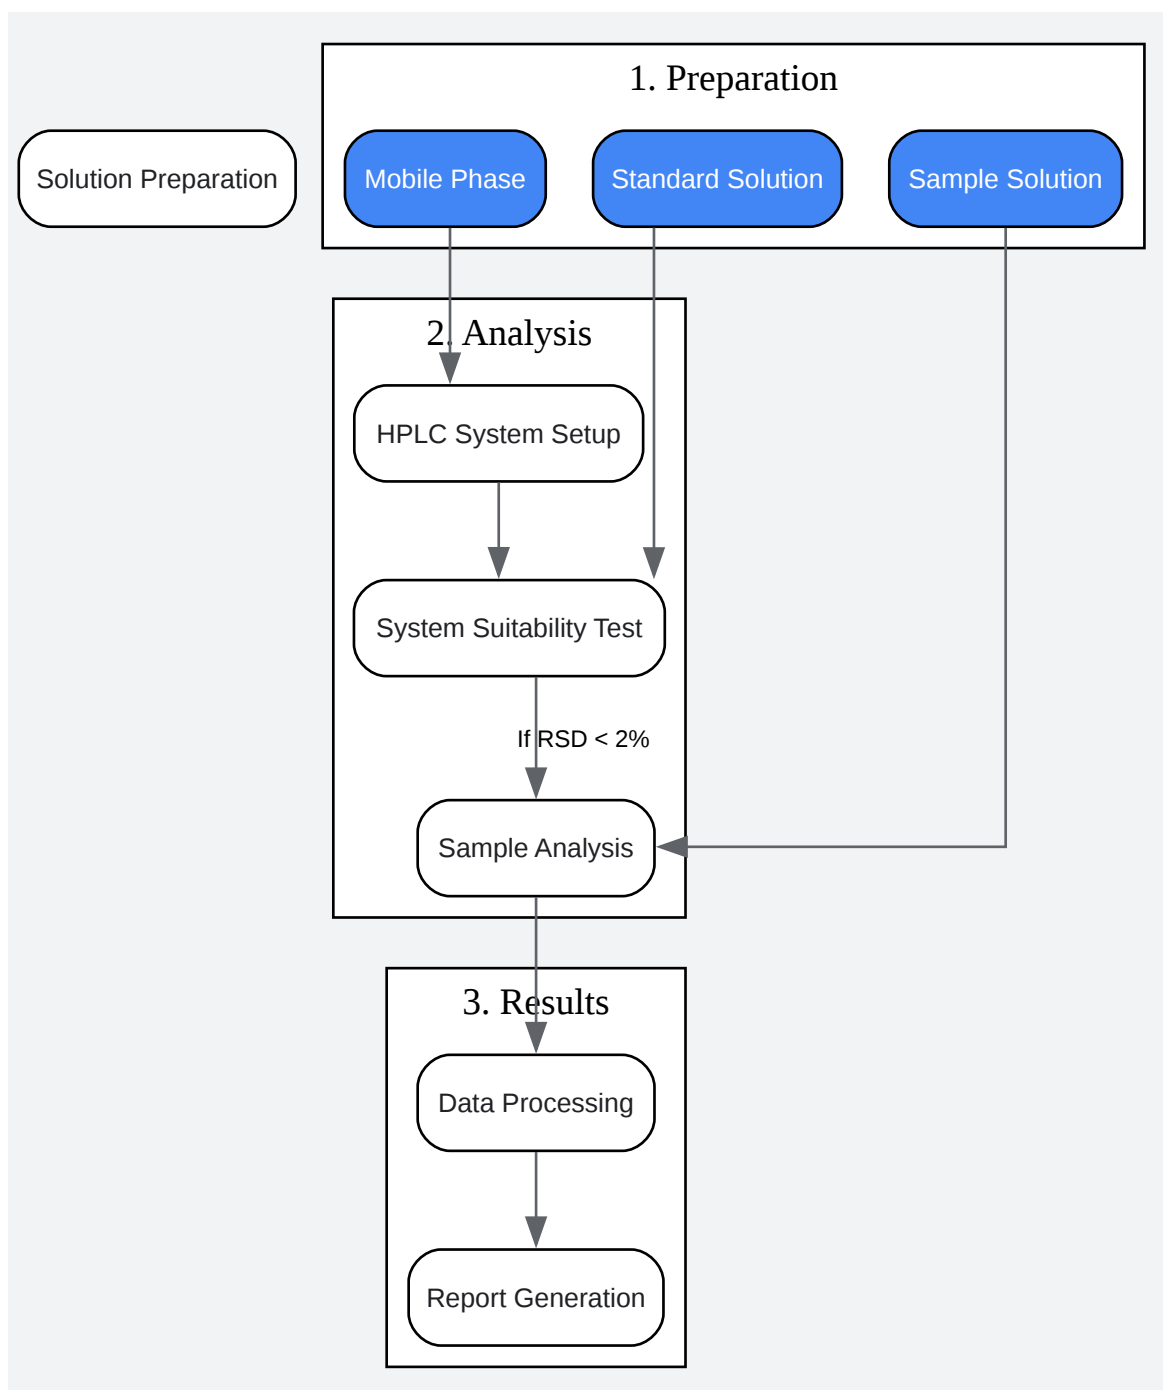 1. Preparation
Solution Preparation
Mobile Phase
Standard Solution
Sample Solution
2. Analysis
HPLC System Setup
System Suitability Test
If RSD < 2%
Sample Analysis
3. Results
Data Processing
Report Generation